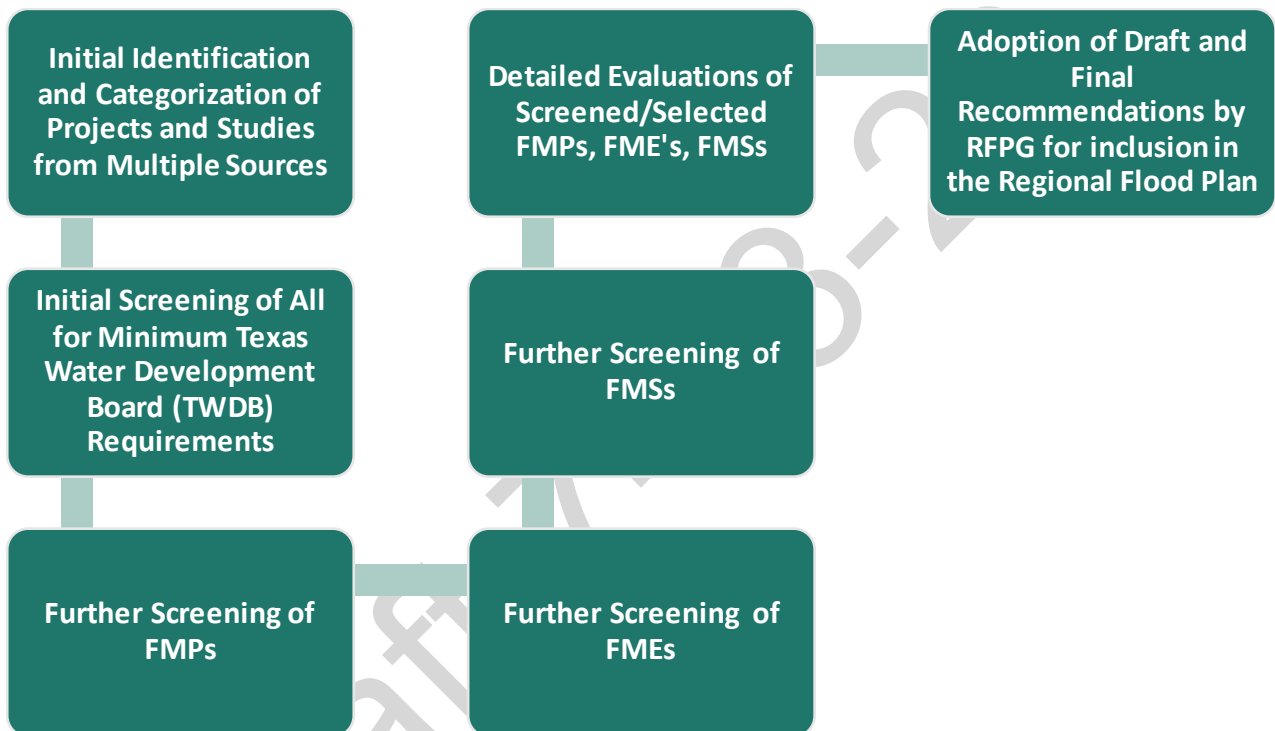 Initial Identification
and Categorization of
Projects and Studies
from Multiple Sources
Initial Screening of All
for Minimum Texas
Water Development
Board (TWDB)
Requirements
Further Screening of
FMPs
Further Screening of
FMEs
Further Screening of
FMSs
Detailed Evaluations of
Screened/Selected
FMPs, FME's, FMSs
Adoption of Draft and
Final
Recommendations by
RFPG for inclusion in
the Regional Flood Plan